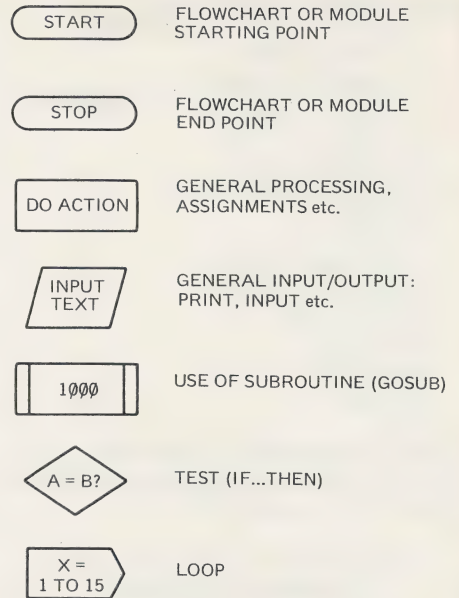 START
FLOWCHART OR MODULE
STARTING POINT
STOP
FLOWCHART OR MODULE
END POINT
DO ACTION
GENERAL PROCESSING,
ASSIGNMENTS etc.
INPUT
TEXT
GENERAL INPUT/OUTPUT:
PRINT, INPUT etc.
1000
USE OF SUBROUTINE (GOSUB)
A = B?
TEST (IF...THEN)
X =
1 TO 15
LOOP